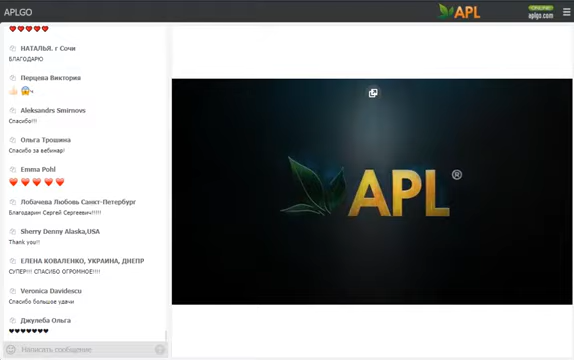 APLGO
APL
ONLINE
aplgo.com
НАТАЛЬЯ. г Сочи
БЛАГОДАРЮ
Перцева Виктория
Aleksandrs Smirnovs
Спасибо!!!
Ольга Трошина
Спасибо за вебинар!
Emma Pohl
Лобачева Любовь Санкт-Петербург
Благодарим Сергей Сергеевич!!!!!
Sherry Denny Alaska,USA
Thank you!!
ЕЛЕНА КОВАЛЕНКО, УКРАИНА, ДНЕПР
СУПЕР!!! СПАСИБО ОГРОМНОЕ!!!!
Veronica Davidescu
Спасибо большое удачи
Джулеба Ольга
Написать сообщение
APL®